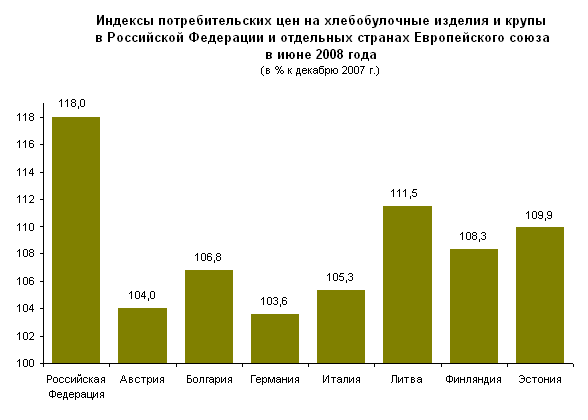 Индексы потребительских цен на хлебобулочные изделия и крупы
в Российской Федерации и отдельных странах Европейского союза
в июне 2008 года
(в % к декабрю 2007 г.)
118,0
118
116
114
112
111,5
110
109,9
108,3
108
106,8
106
105,3
104,0
104
103,6
102
100
Российская Федерация
Австрия
Болгария
Германия
Италия
Литва
Финляндия
Эстония